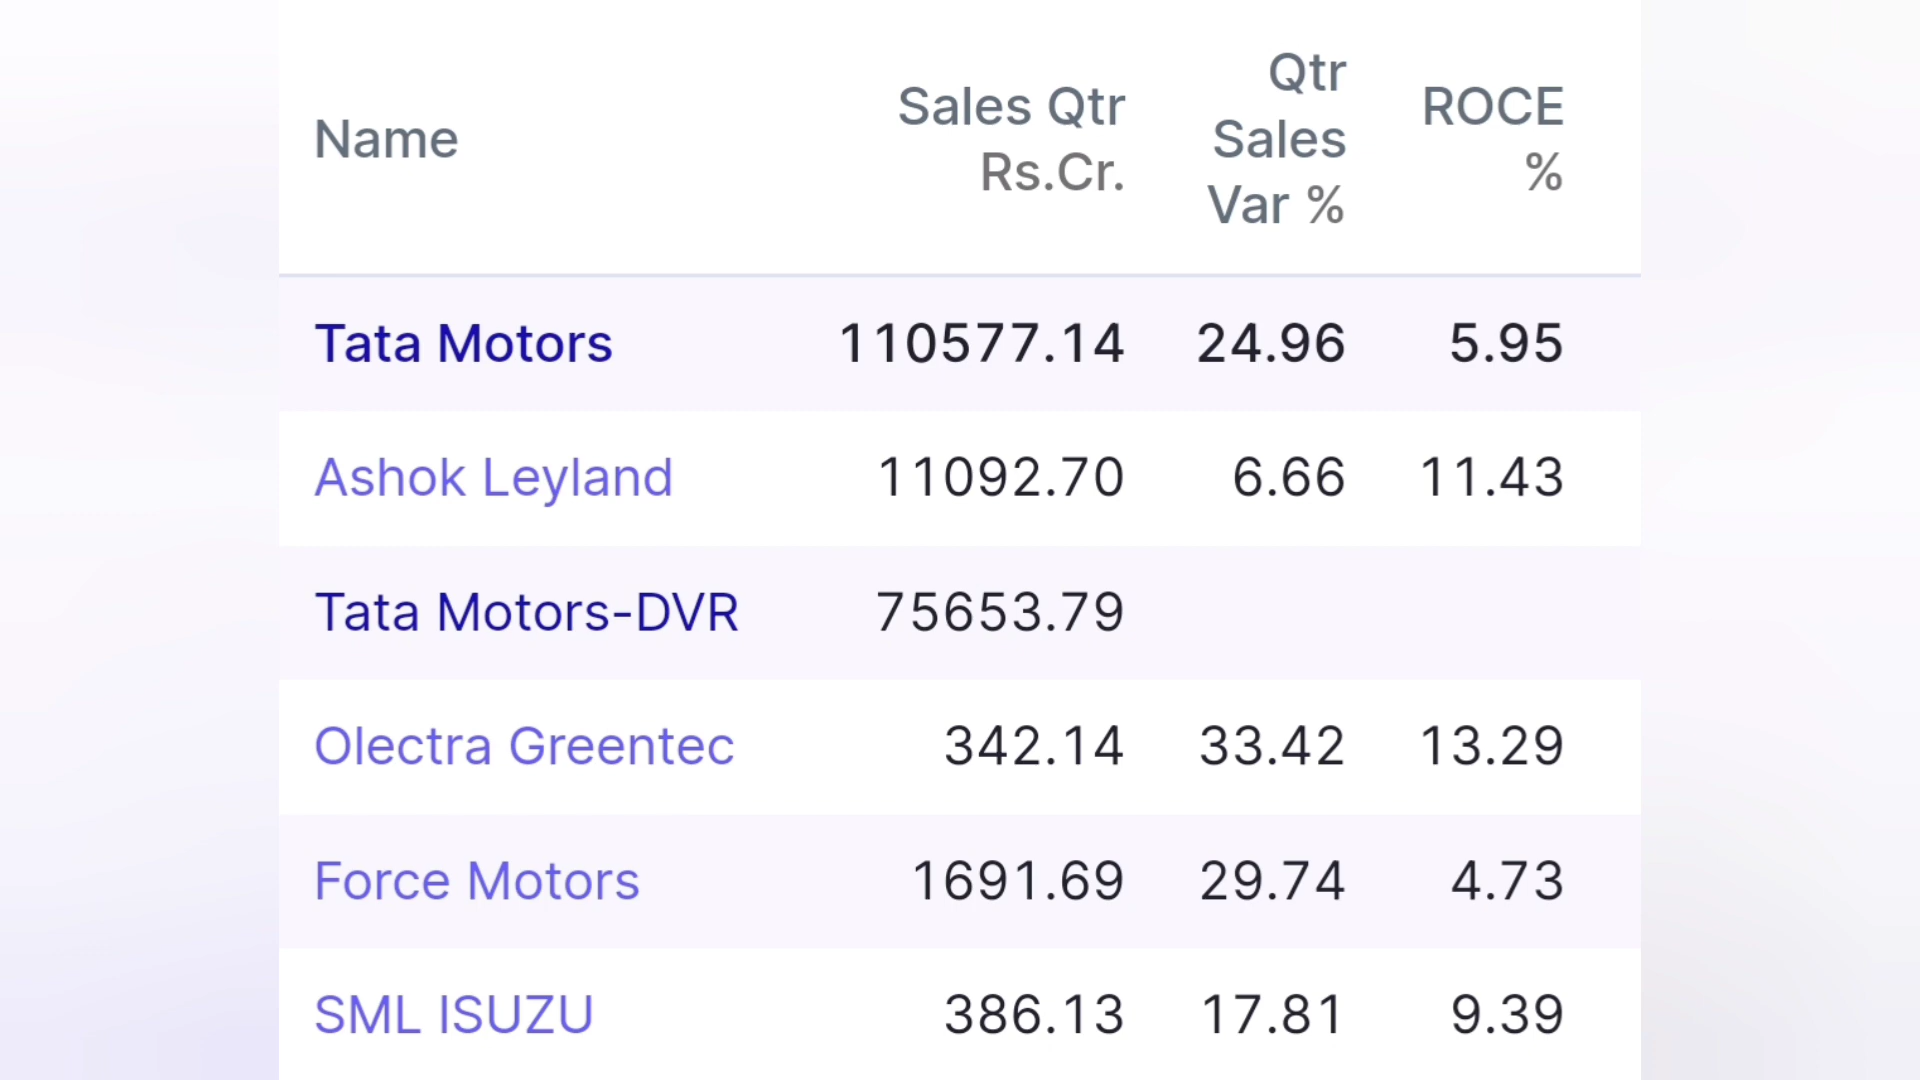 Name Sales Qtr Rs.Cr. Qtr Sales Var % ROCE %
Tata Motors 110577.14 24.96 5.95
Ashok Leyland 11092.70 6.66 11.43
Tata Motors-DVR 75653.79
Olectra Greentec 342.14 33.42 13.29
Force Motors 1691.69 29.74 4.73
SML ISUZU 386.13 17.81 9.39